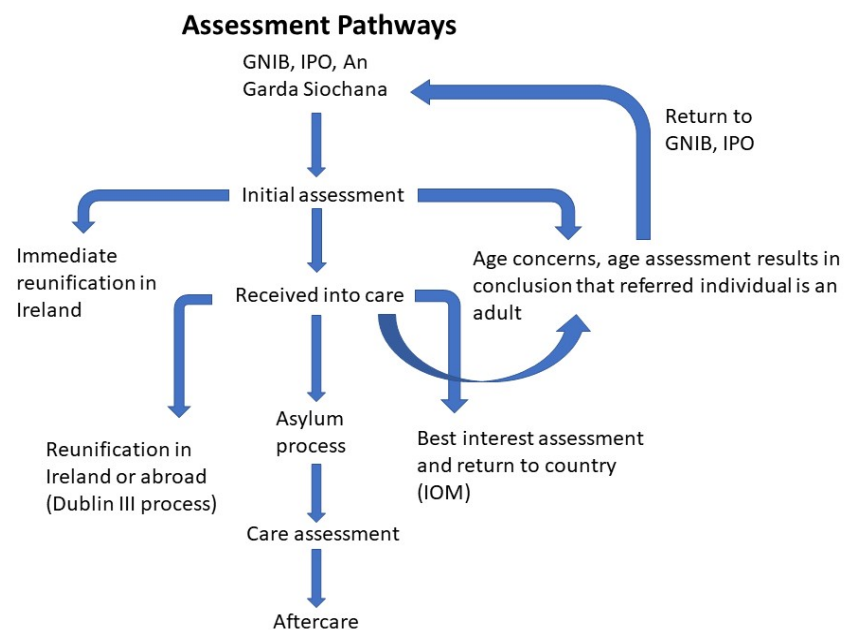 Assessment Pathways
GNIB, IPO, An
Garda Siochana
Return to
GNIB, IPO
Initial assessment
Immediate
reunification in
Ireland
Age concerns, age assessment results in
conclusion that referred individual is an
adult
Received into care
Asylum
process
Reunification in
Ireland or abroad
(Dublin III process)
Best interest assessment
and return to country
(IOM)
Care assessment
Aftercare